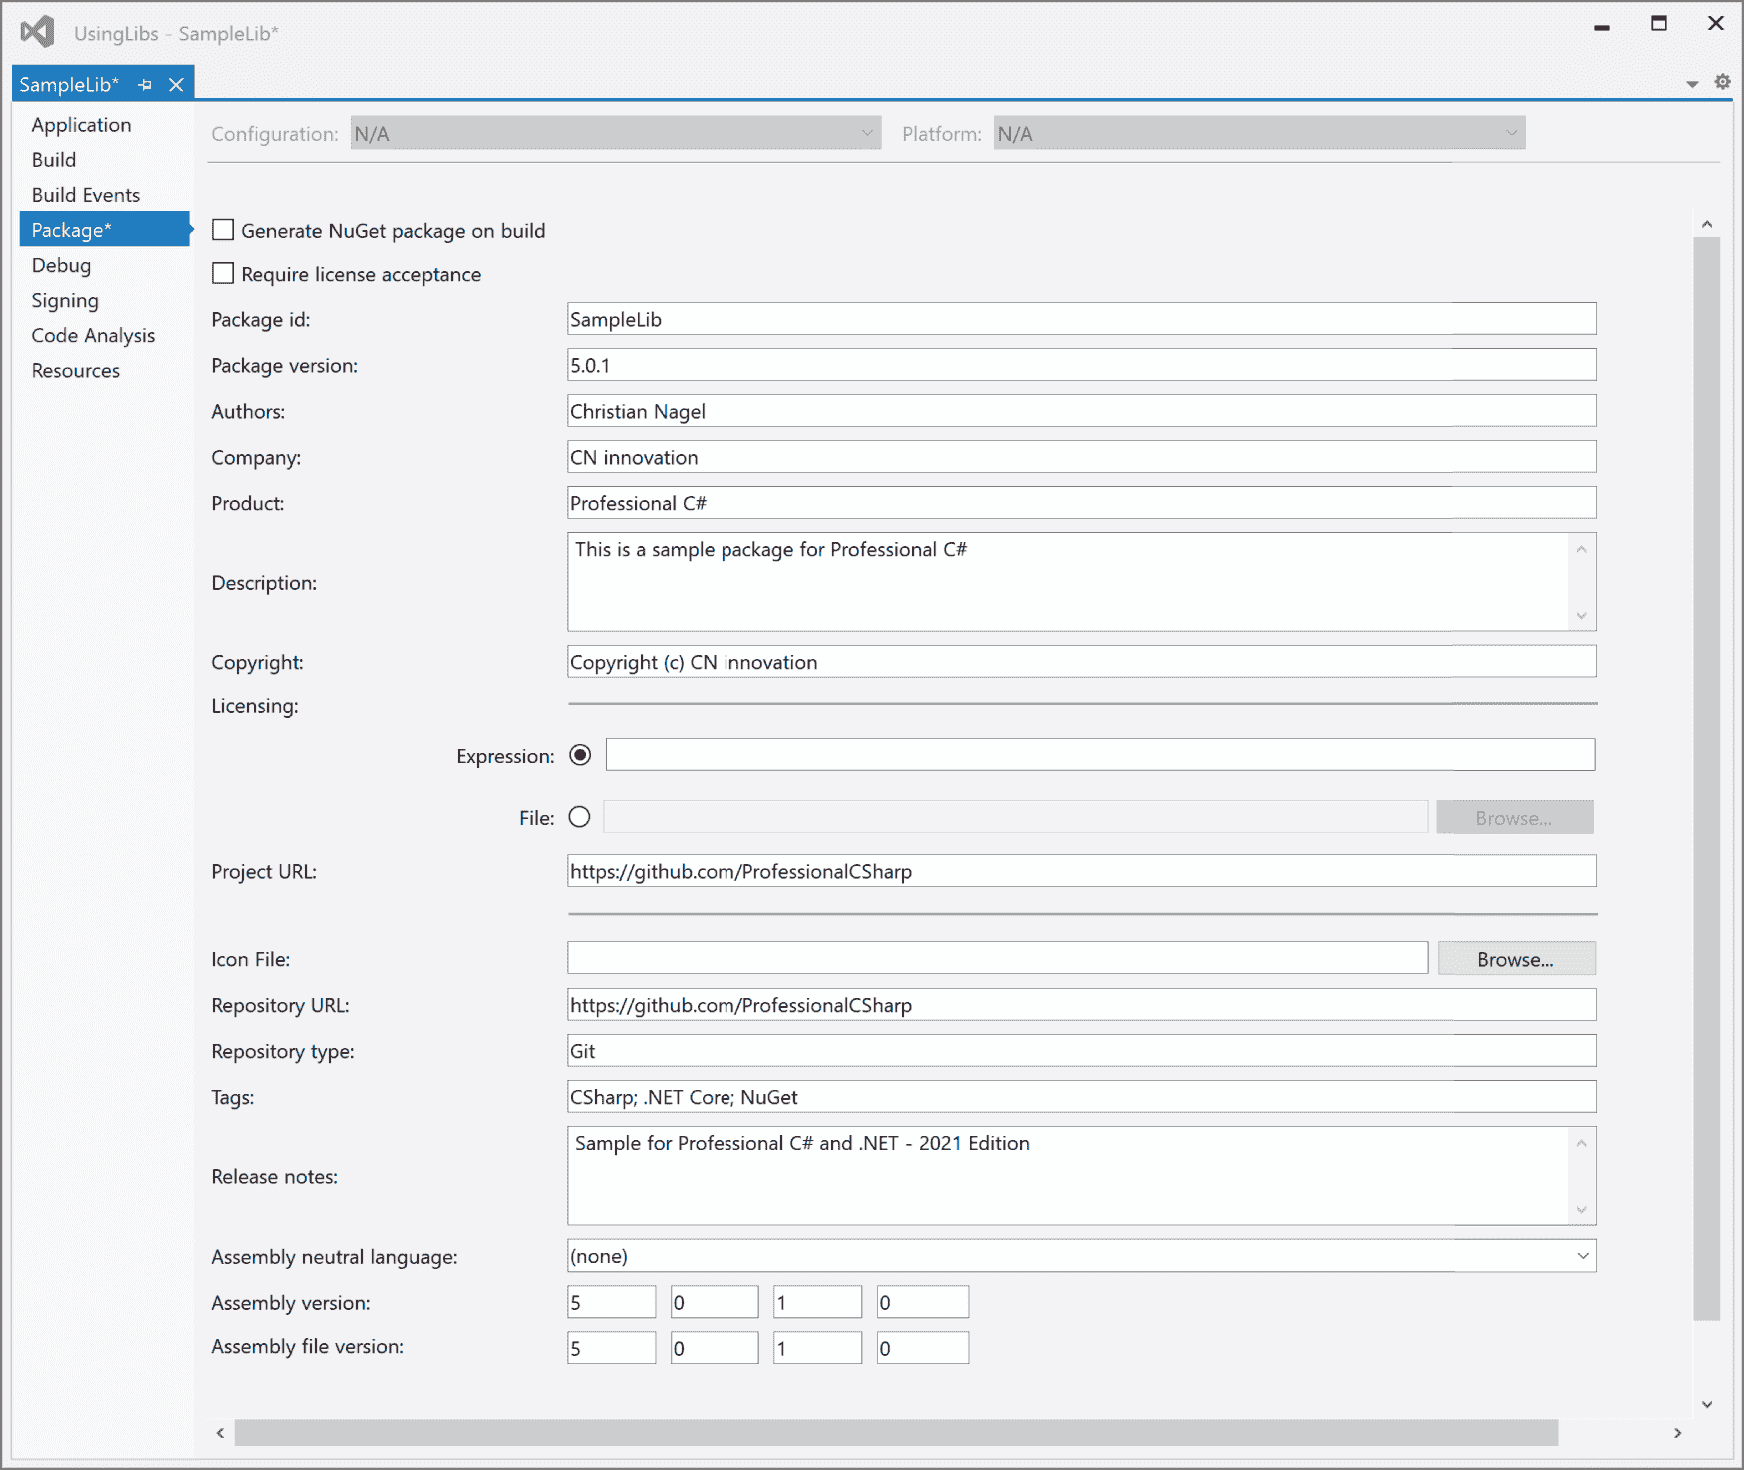 UsingLibs - SampleLib*
SampleLib*
Application
Build
Build Events
Package*
Debug
Signing
Code Analysis
Resources
Configuration: N/A Platform: N/A
Generate NuGet package on build
Require license acceptance
Package id: SampleLib
Package version: 5.0.1
Authors: Christian Nagel
Company: CN innovation
Product: Professional C#
Description: This is a sample package for Professional C#
Copyright: Copyright (c) CN innovation
Licensing:
Expression:
File: Browse...
Project URL: https://github.com/ProfessionalCSharp
Icon File: Browse...
Repository URL: https://github.com/ProfessionalCSharp
Repository type: Git
Tags: CSharp; .NET Core; NuGet
Release notes: Sample for Professional C# and .NET - 2021 Edition
Assembly neutral language: (none)
Assembly version: 5 0 1 0
Assembly file version: 5 0 1 0